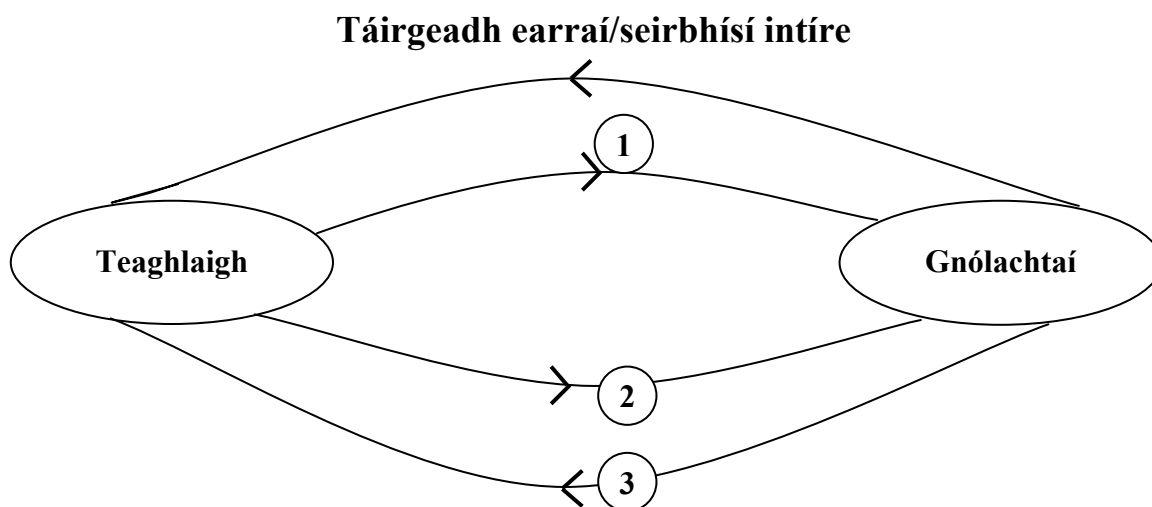 Táirgeadh earraí/seirbhísí intíre
1
Teaghlaigh
Gnólachtaí
2
3